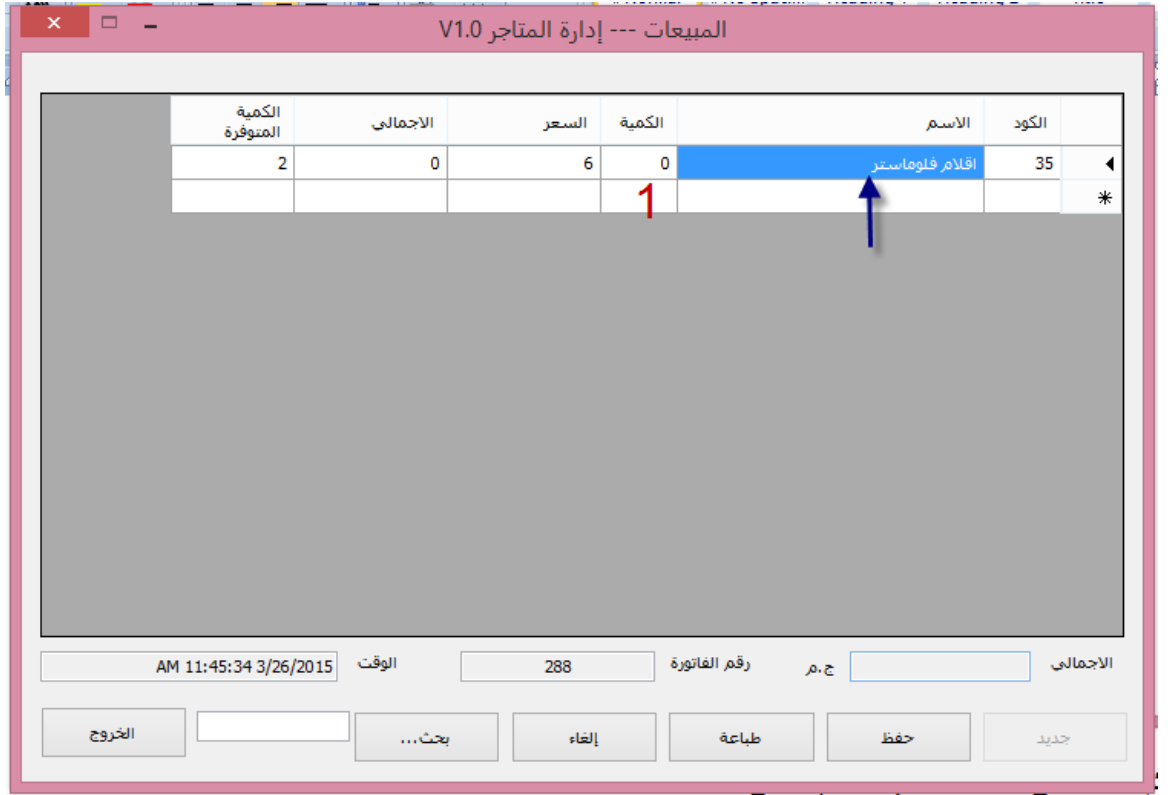 المبيعات --- إدارة المتاجر V1.0
الكود الاسم الكمية السعر الاجمالي الكمية المتوفرة
35 اقلام فلوماستر 0 6 0 2
1
الاجمالي ج.م رقم الفاتورة 288 الوقت AM 11:45:34 3/26/2015
جديد حفظ طباعة إلغاء بحث... الخروج